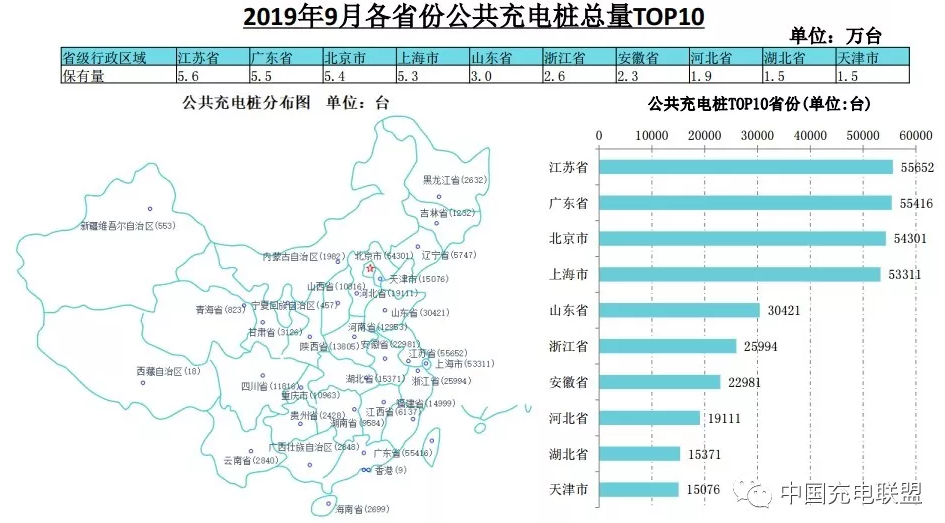 2019年9月各省份公共充电桩总量TOP10
单位：万台
省级行政区域 江苏省 广东省 北京市 上海市 山东省 浙江省 安徽省 河北省 湖北省 天津市
保有量 5.6 5.5 5.4 5.3 3.0 2.6 2.3 1.9 1.5 1.5
公共充电桩分布图 单位：台
黑龙江省(2632)
吉林省(1232)
新疆维吾尔自治区(553)
内蒙古自治区(1982)
北京市(54301)
辽宁省(5747)
天津市(15076)
山西省(10816)
河北省(19111)
青海省(823)
宁夏回族自治区(457)
山东省(30421)
甘肃省(3126)
河南省(12953)
陕西省(13805)
安徽省(22981)
江苏省(55652)
上海市(53311)
西藏自治区(18)
四川省(11816)
湖北省(15371)
浙江省(25994)
重庆市(10963)
福建省(14999)
贵州省(2428)
江西省(6137)
湖南省(9584)
广西壮族自治区(2848)
广东省(55416)
云南省(2840)
香港(9)
海南省(2699)
公共充电桩TOP10省份(单位:台)
0 10000 20000 30000 40000 50000 60000
江苏省 55652
广东省 55416
北京市 54301
上海市 53311
山东省 30421
浙江省 25994
安徽省 22981
河北省 19111
湖北省 15371
天津市 15076
中国充电联盟